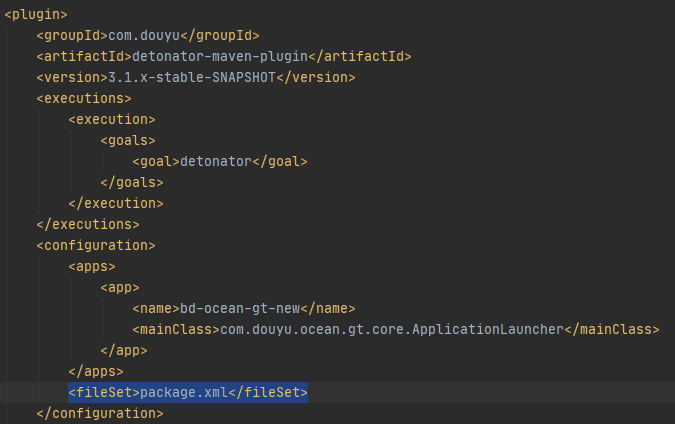 <plugin>
    <groupId>com.douyu</groupId>
    <artifactId>detonator-maven-plugin</artifactId>
    <version>3.1.x-stable-SNAPSHOT</version>
    <executions>
        <execution>
            <goals>
                <goal>detonator</goal>
            </goals>
        </execution>
    </executions>
    <configuration>
        <apps>
            <app>
                <name>bd-ocean-gt-new</name>
                <mainClass>com.douyu.ocean.gt.core.ApplicationLauncher</mainClass>
            </app>
        </apps>
        <fileSet>package.xml</fileSet>
    </configuration>